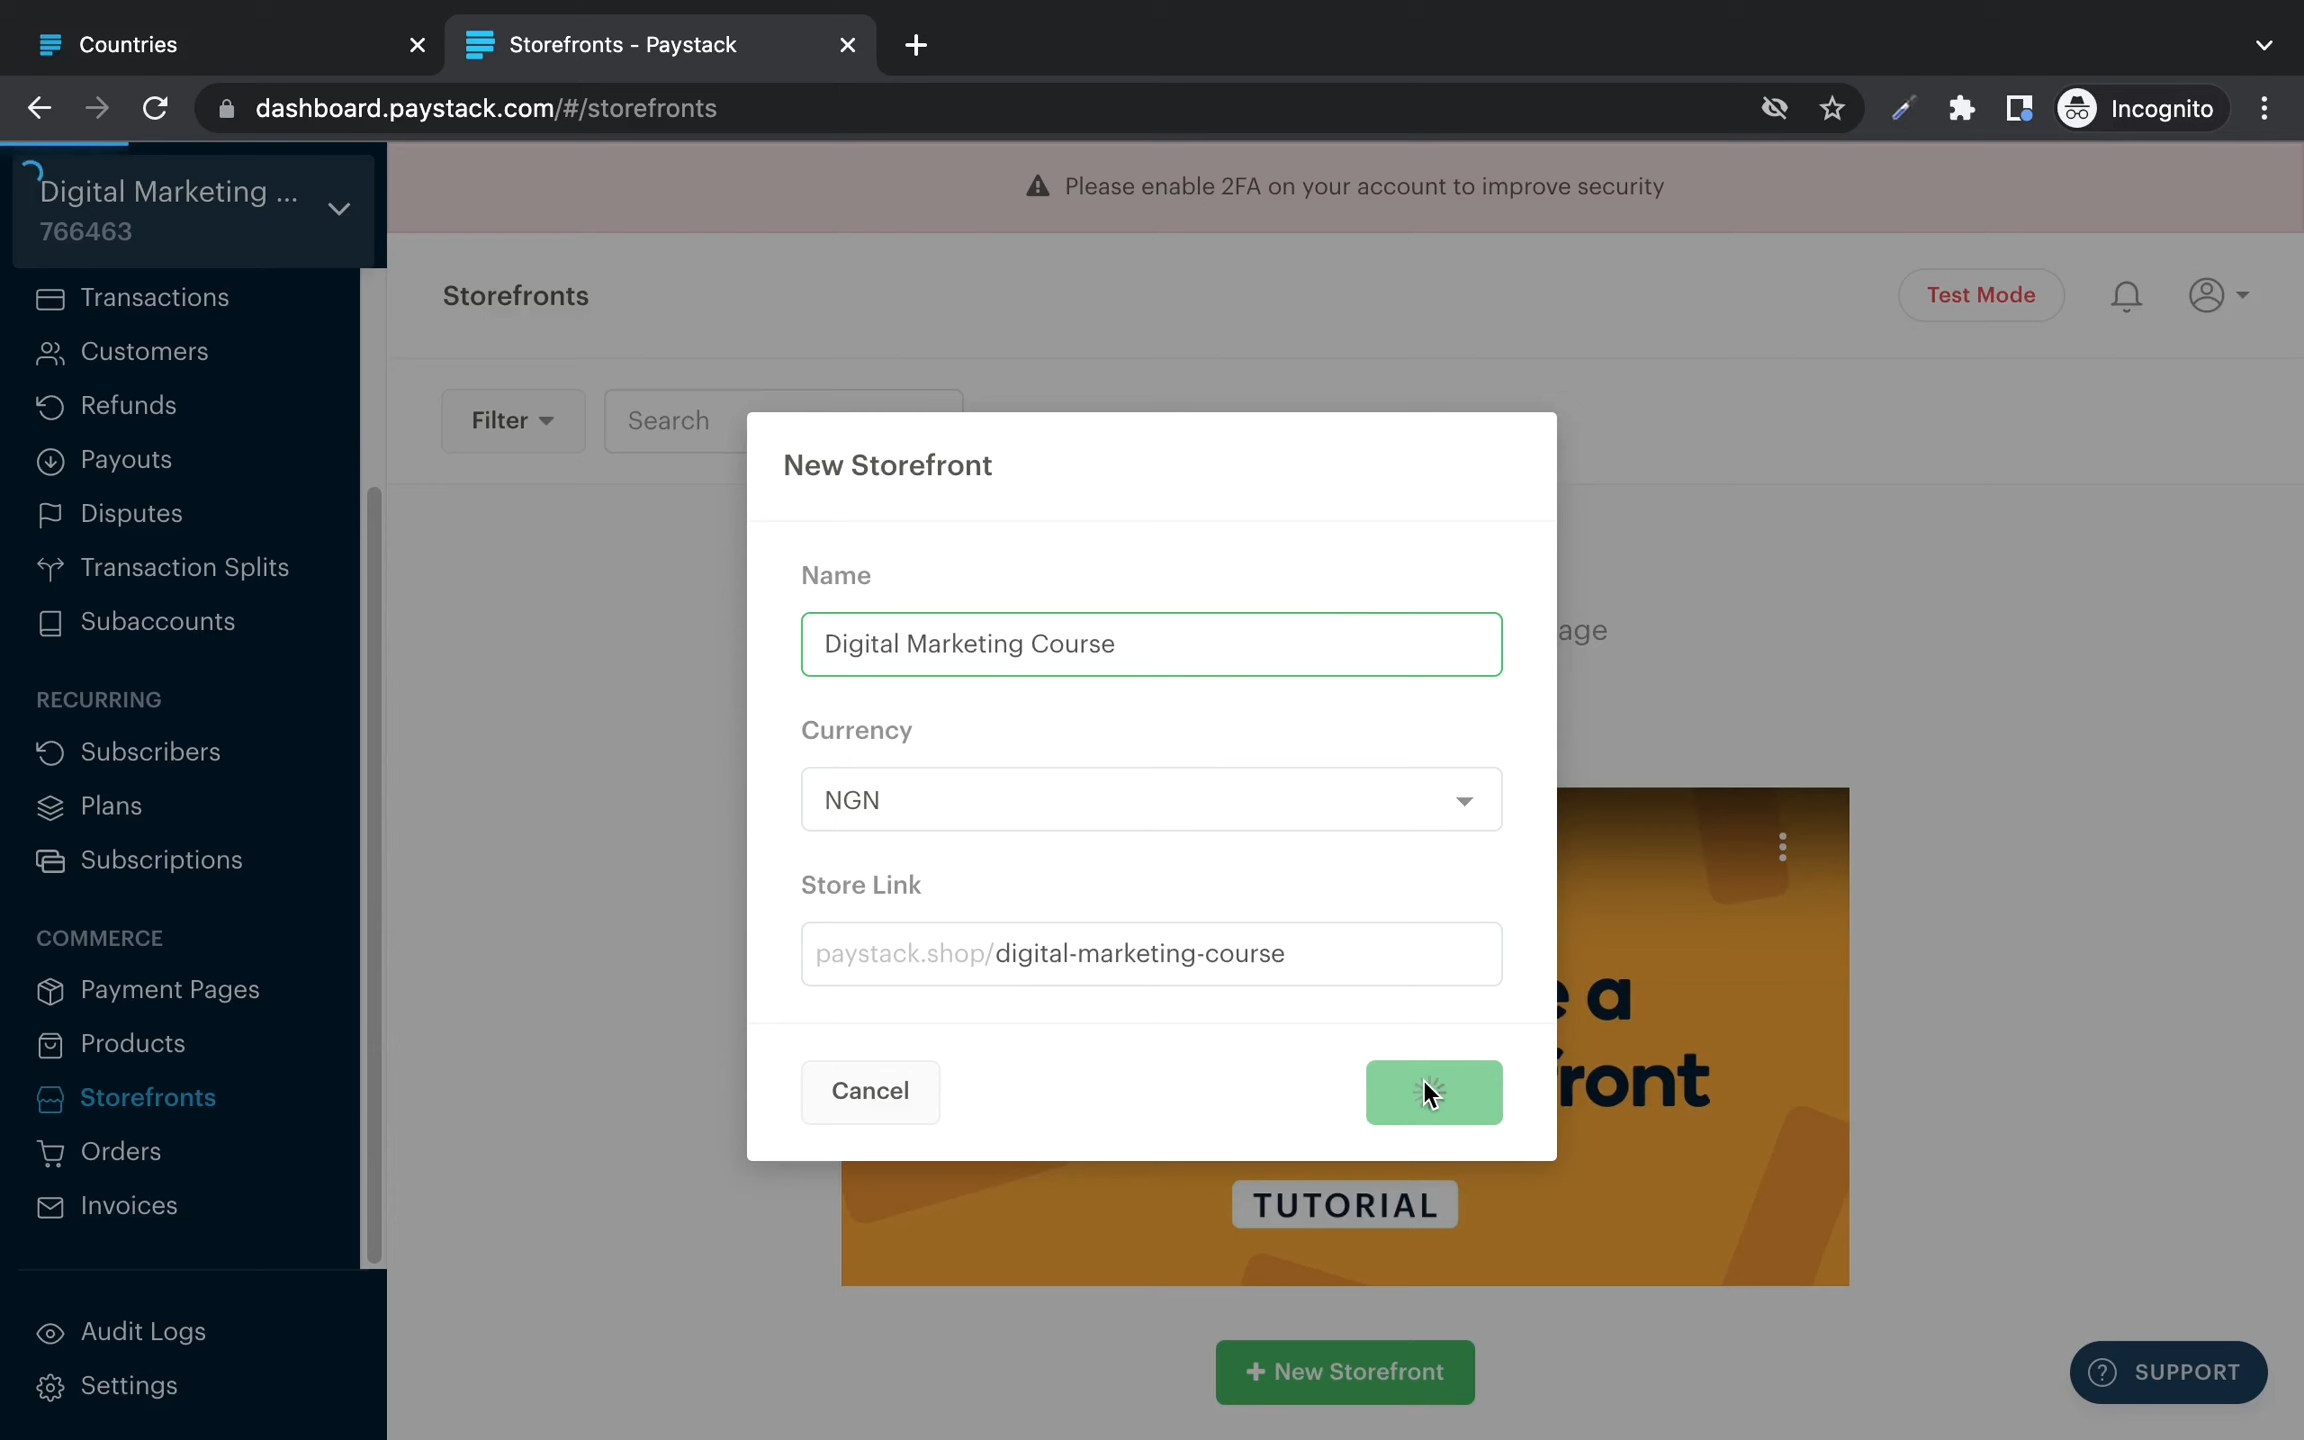 Countries
Storefronts - Paystack
dashboard.paystack.com/#/storefronts
Incognito
Digital Marketing ...
766463
Please enable 2FA on your account to improve security
Transactions
Customers
Refunds
Payouts
Disputes
Transaction Splits
Subaccounts
RECURRING
Subscribers
Plans
Subscriptions
COMMERCE
Payment Pages
Products
Storefronts
Orders
Invoices
Audit Logs
Settings
Storefronts
Test Mode
Filter
Search
New Storefront
Name
Digital Marketing Course
Currency
NGN
Store Link
paystack.shop/digital-marketing-course
Cancel
age
a
ront
TUTORIAL
+ New Storefront
? SUPPORT